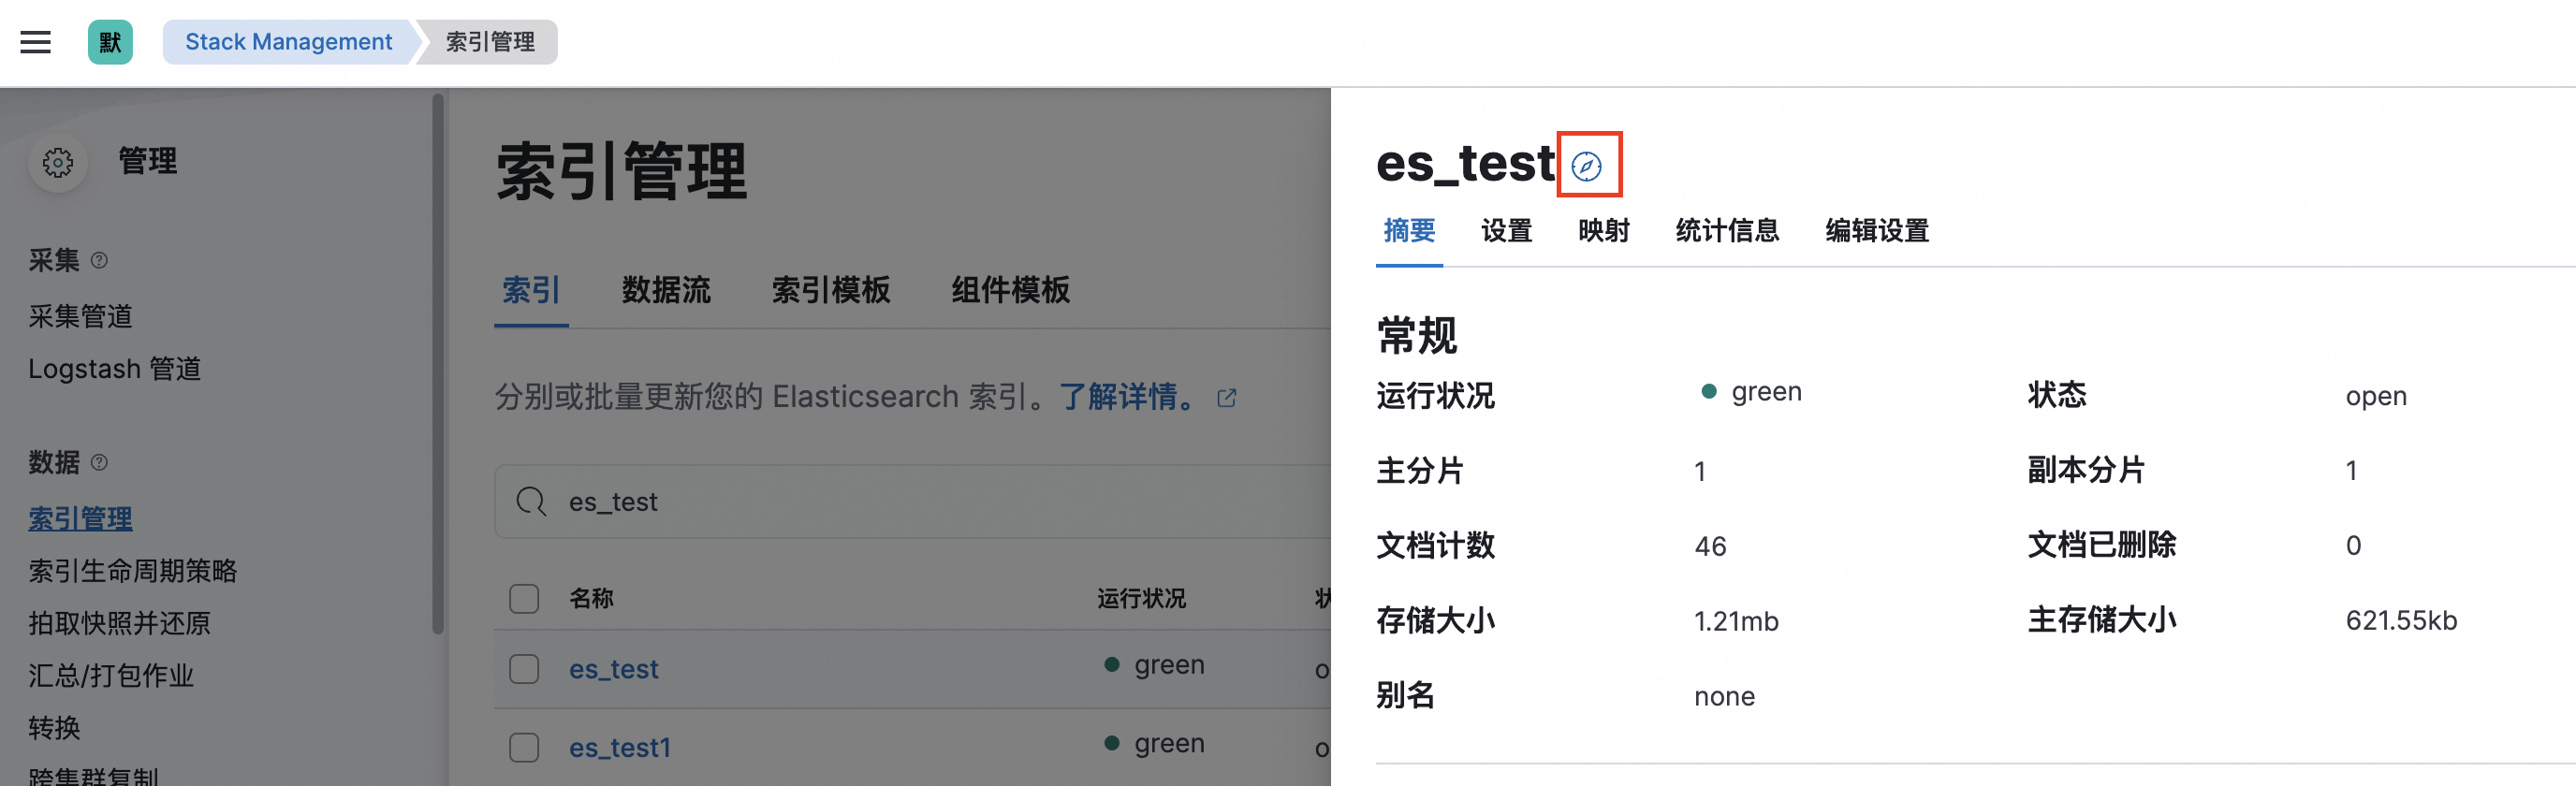 默 Stack Management 索引管理
管理
采集
采集管道
Logstash 管道
数据
索引管理
索引生命周期策略
拍取快照并还原
汇总/打包作业
转换
跨集群复制
索引管理
索引 数据流 索引模板 组件模板
分别或批量更新您的 Elasticsearch 索引。了解详情。
es_test
名称 运行状况 状
es_test green o
es_test1 green o
es_test
摘要 设置 映射 统计信息 编辑设置
常规
运行状况 green 状态 open
主分片 1 副本分片 1
文档计数 46 文档已删除 0
存储大小 1.21mb 主存储大小 621.55kb
别名 none